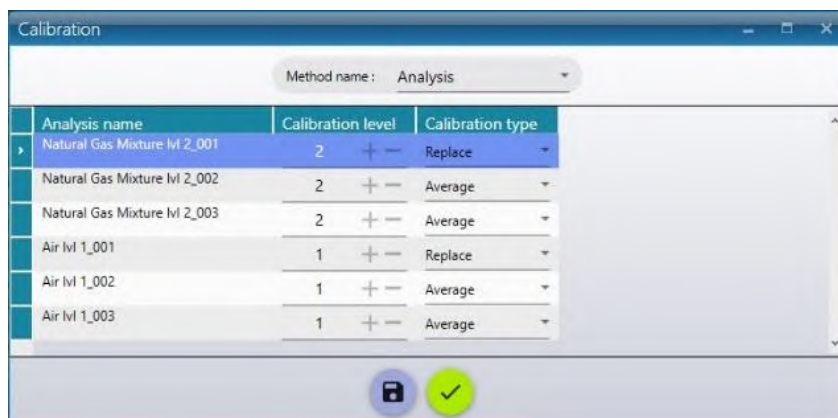 Calibration
Method name : Analysis
Analysis name Calibration level Calibration type
Natural Gas Mixture lvl 2_001 2 Replace
Natural Gas Mixture lvl 2_002 2 Average
Natural Gas Mixture lvl 2_003 2 Average
Air lvl 1_001 1 Replace
Air lvl 1_002 1 Average
Air lvl 1_003 1 Average